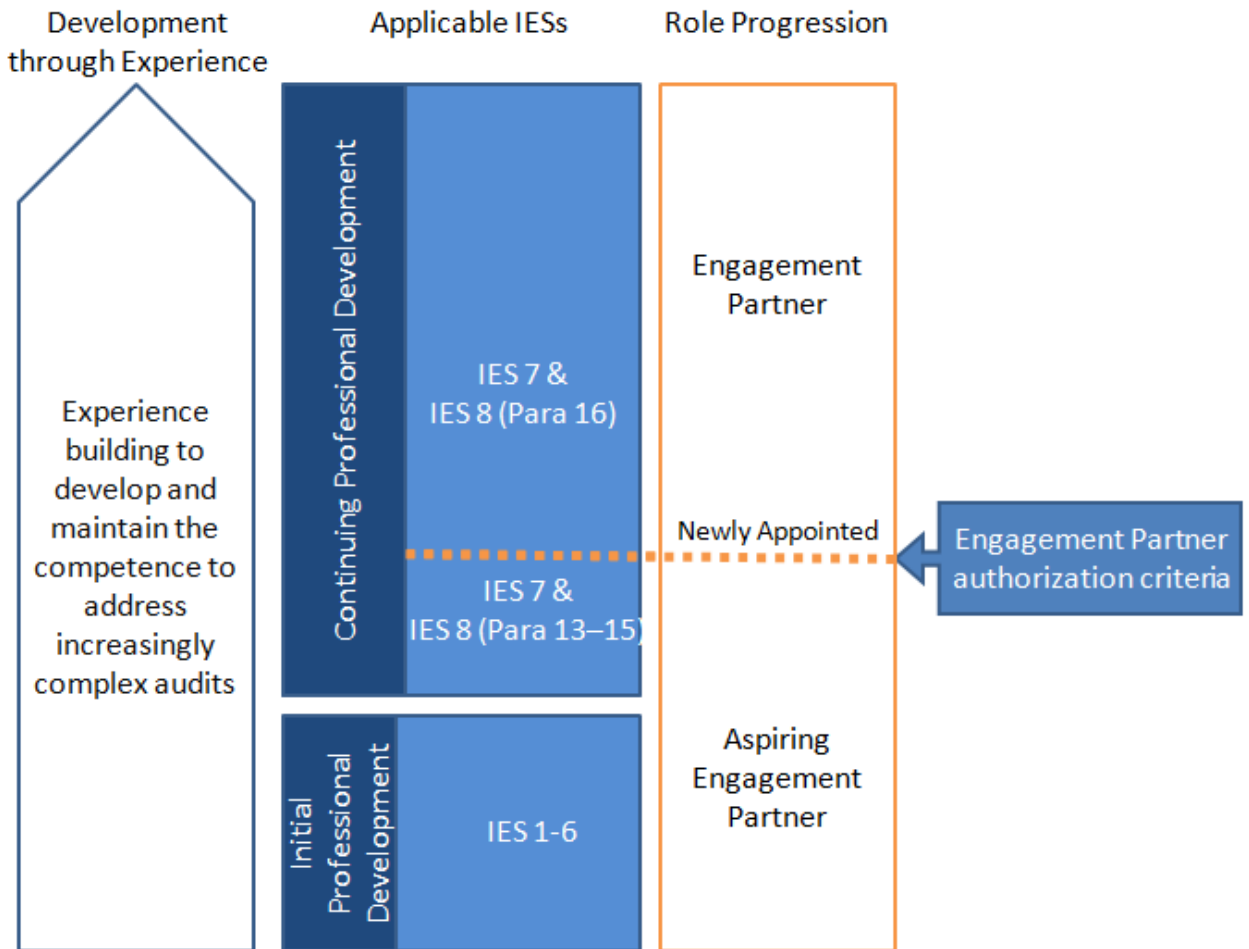 Development
through Experience
Applicable IESs
Role Progression
Experience
building to
develop and
maintain the
competence to
address
increasingly
complex audits
Continuing Professional Development
IES 7 &
IES 8 (Para 16)
IES 7 &
IES 8 (Para 13–15)
Initial
Professional
Development
IES 1-6
Engagement
Partner
Newly Appointed
Aspiring
Engagement
Partner
Engagement Partner
authorization criteria